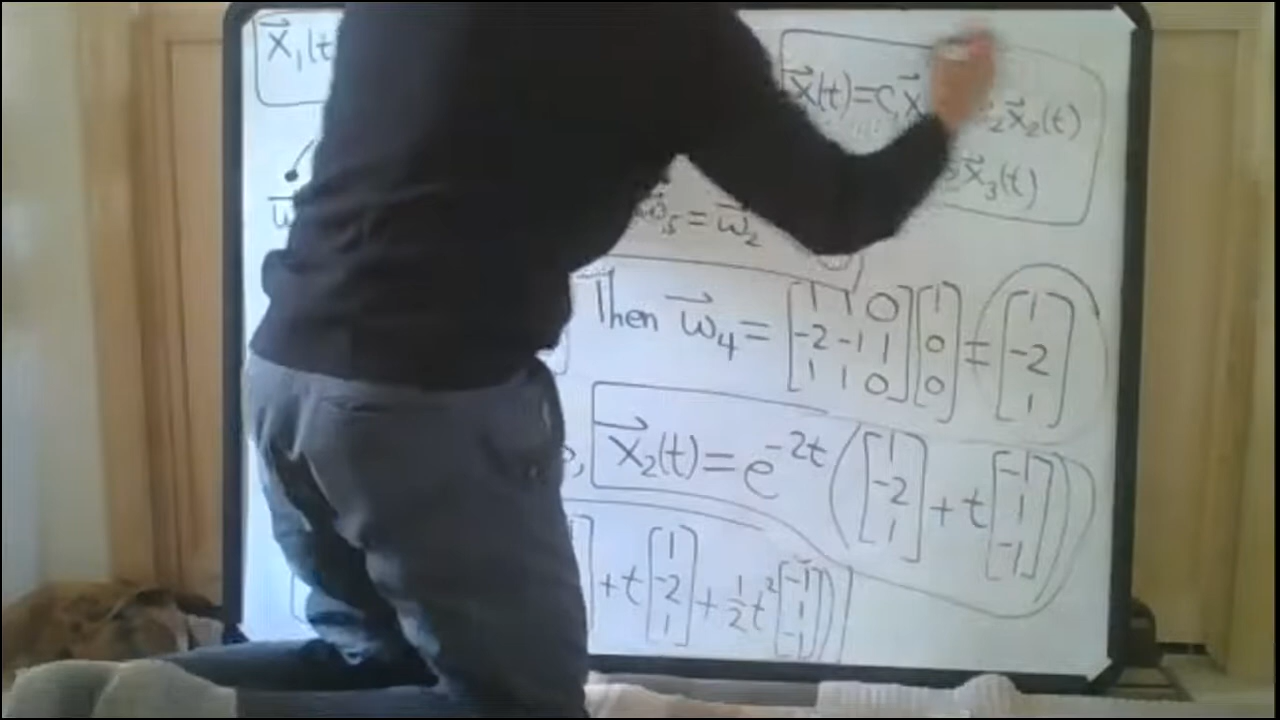 x⃗₁(t
x⃗(t)=C₁x⃗ ₂x⃗₂(t)
x⃗₃(t)
w⃗
w⃗₅ = w⃗₂
Then w⃗₄ = [1 1 0; -2 -1 1; 1 1 0] [1; 0; 0] = [1; -2; 1]
x⃗₂(t) = e^{-2t} ([1; -2; 1] + t [-1; 1; -1])
+ t [1; -2; 1] + ½t² [-1; 1; -1])